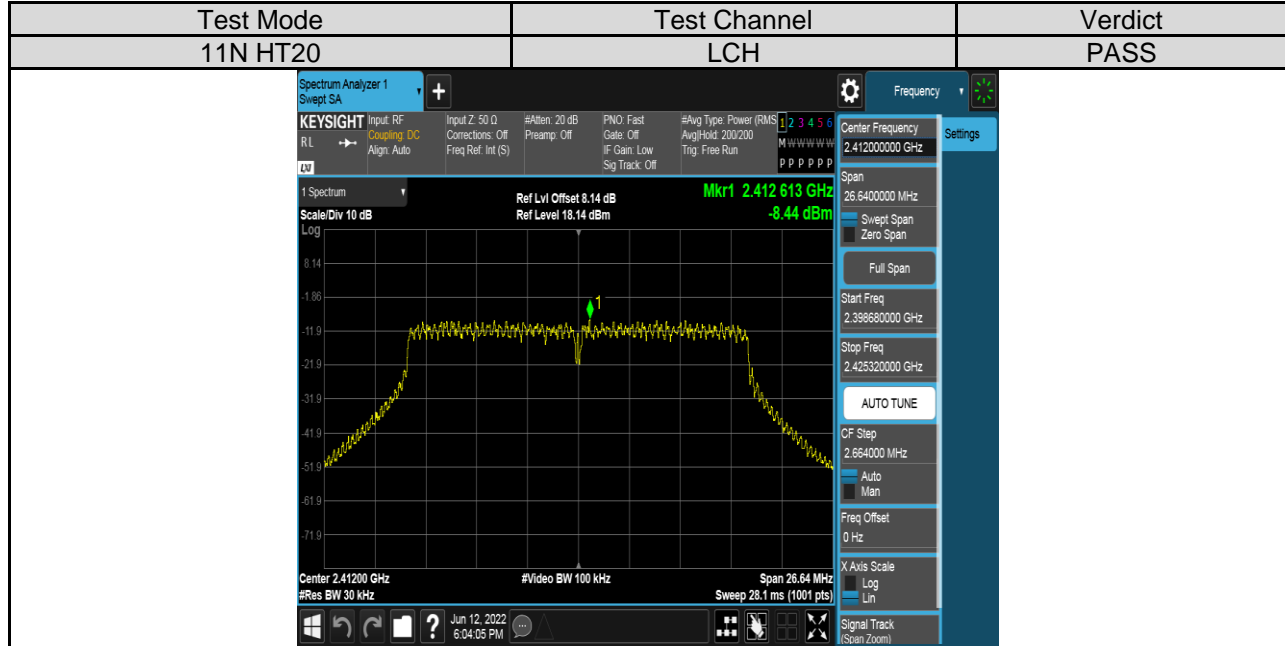 Test Mode Test Channel Verdict
11N HT20 LCH PASS
Spectrum Analyzer 1
Swept SA
+
Frequency
KEYSIGHT
RL
LXI
Input: RF
Coupling: DC
Align: Auto
Input Z: 50 Ω
Corrections: Off
Freq Ref: Int (S)
#Atten: 20 dB
Preamp: Off
PNO: Fast
Gate: Off
IF Gain: Low
Sig Track: Off
#Avg Type: Power (RMS
Avg|Hold: 200/200
Trig: Free Run
1 2 3 4 5 6
M W W W W W
P P P P P P
1 Spectrum
Scale/Div 10 dB
Log
Ref Lvl Offset 8.14 dB
Ref Level 18.14 dBm
Mkr1 2.412 613 GHz
-8.44 dBm
8.14
-1.86
-11.9
-21.9
-31.9
-41.9
-51.9
-61.9
-71.9
1
Center 2.41200 GHz
#Res BW 30 kHz
#Video BW 100 kHz
Span 26.64 MHz
Sweep 28.1 ms (1001 pts)
Center Frequency
2.412000000 GHz
Settings
Span
26.6400000 MHz
Swept Span
Zero Span
Full Span
Start Freq
2.398680000 GHz
Stop Freq
2.425320000 GHz
AUTO TUNE
CF Step
2.664000 MHz
Auto
Man
Freq Offset
0 Hz
X Axis Scale
Log
Lin
Signal Track
(Span Zoom)
?
Jun 12, 2022
6:04:05 PM